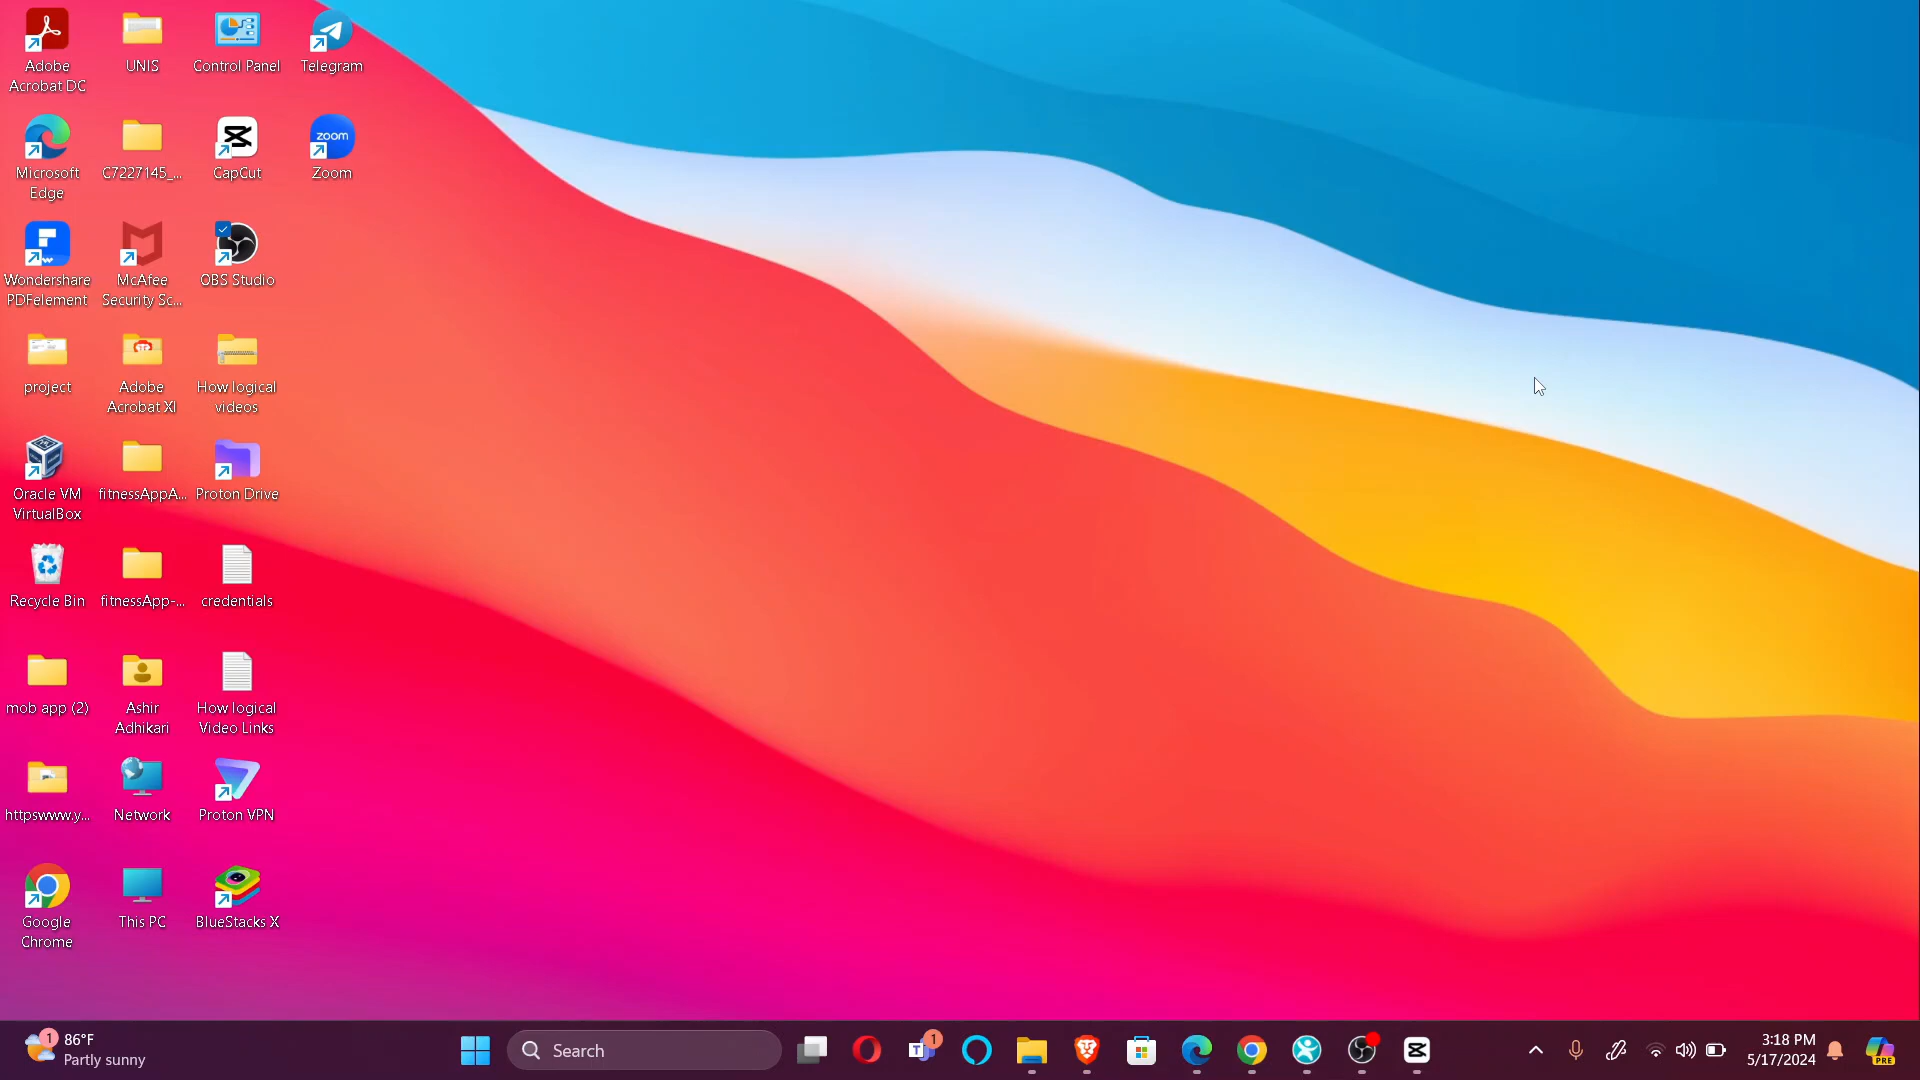 Adobe
Acrobat DC
UNIS
Control Panel
Telegram
Microsoft
Edge
C7227145_...
CapCut
zoom
Zoom
Wondershare
PDFelement
McAfee
Security Sc...
OBS Studio
project
Adobe
Acrobat XI
How logical
videos
Oracle VM
VirtualBox
fitnessAppA...
Proton Drive
Recycle Bin
fitnessApp-...
credentials
mob app (2)
Ashir
Adhikari
How logical
Video Links
httpswww.y...
Network
Proton VPN
Google
Chrome
This PC
BlueStacks X
1
86°F
Partly sunny
Search
T
1
3:18 PM
5/17/2024
PRE